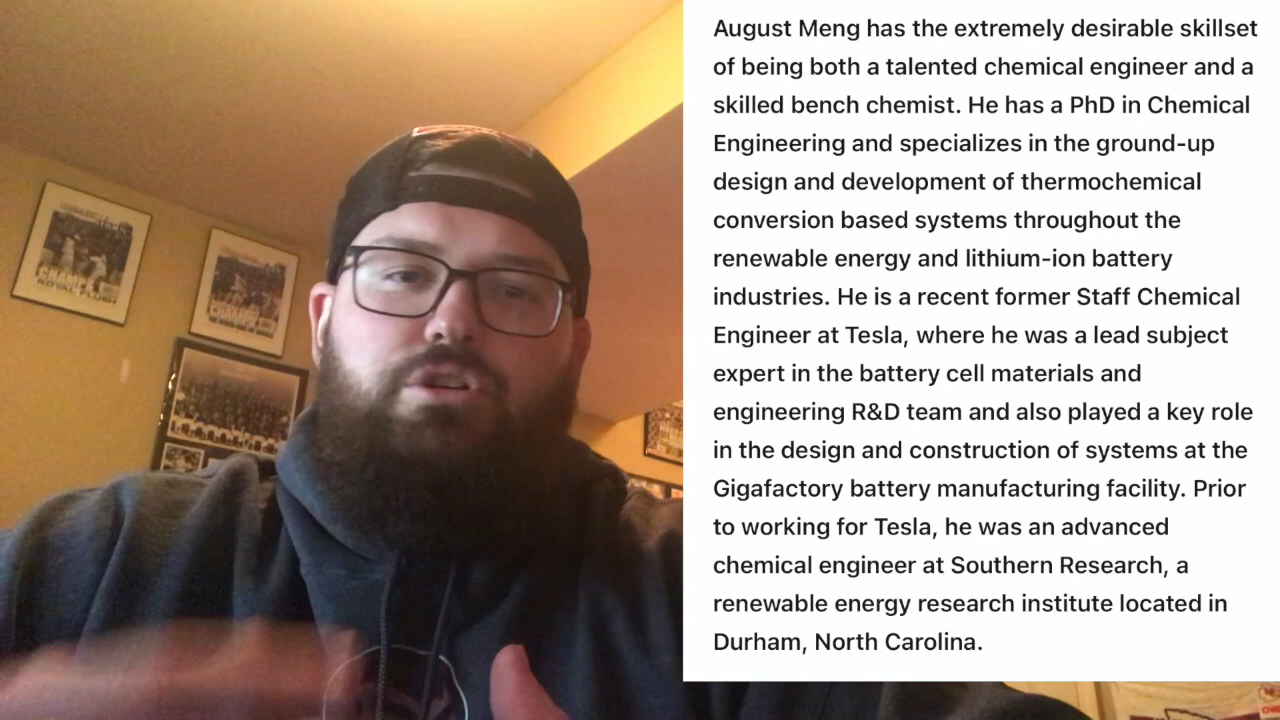 August Meng has the extremely desirable skillset
of being both a talented chemical engineer and a
skilled bench chemist. He has a PhD in Chemical
Engineering and specializes in the ground-up
design and development of thermochemical
conversion based systems throughout the
renewable energy and lithium-ion battery
industries. He is a recent former Staff Chemical
Engineer at Tesla, where he was a lead subject
expert in the battery cell materials and
engineering R&D team and also played a key role
in the design and construction of systems at the
Gigafactory battery manufacturing facility. Prior
to working for Tesla, he was an advanced
chemical engineer at Southern Research, a
renewable energy research institute located in
Durham, North Carolina.
ROYAL FLUSH